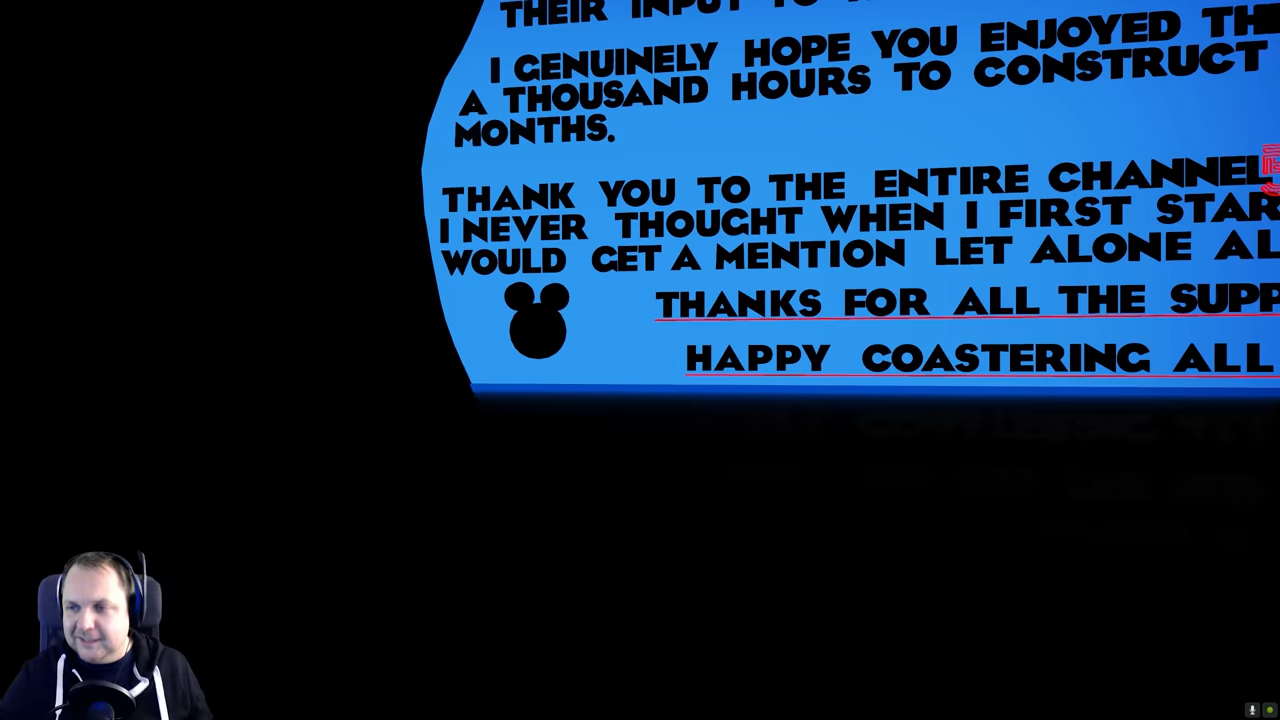 THEIR INPUT TO
I GENUINELY HOPE YOU ENJOYED THE
A THOUSAND HOURS TO CONSTRUCT
MONTHS.
THANK YOU TO THE ENTIRE CHANNEL
I NEVER THOUGHT WHEN I FIRST STAR
WOULD GET A MENTION LET ALONE AL
THANKS FOR ALL THE SUPP
HAPPY COASTERING ALL